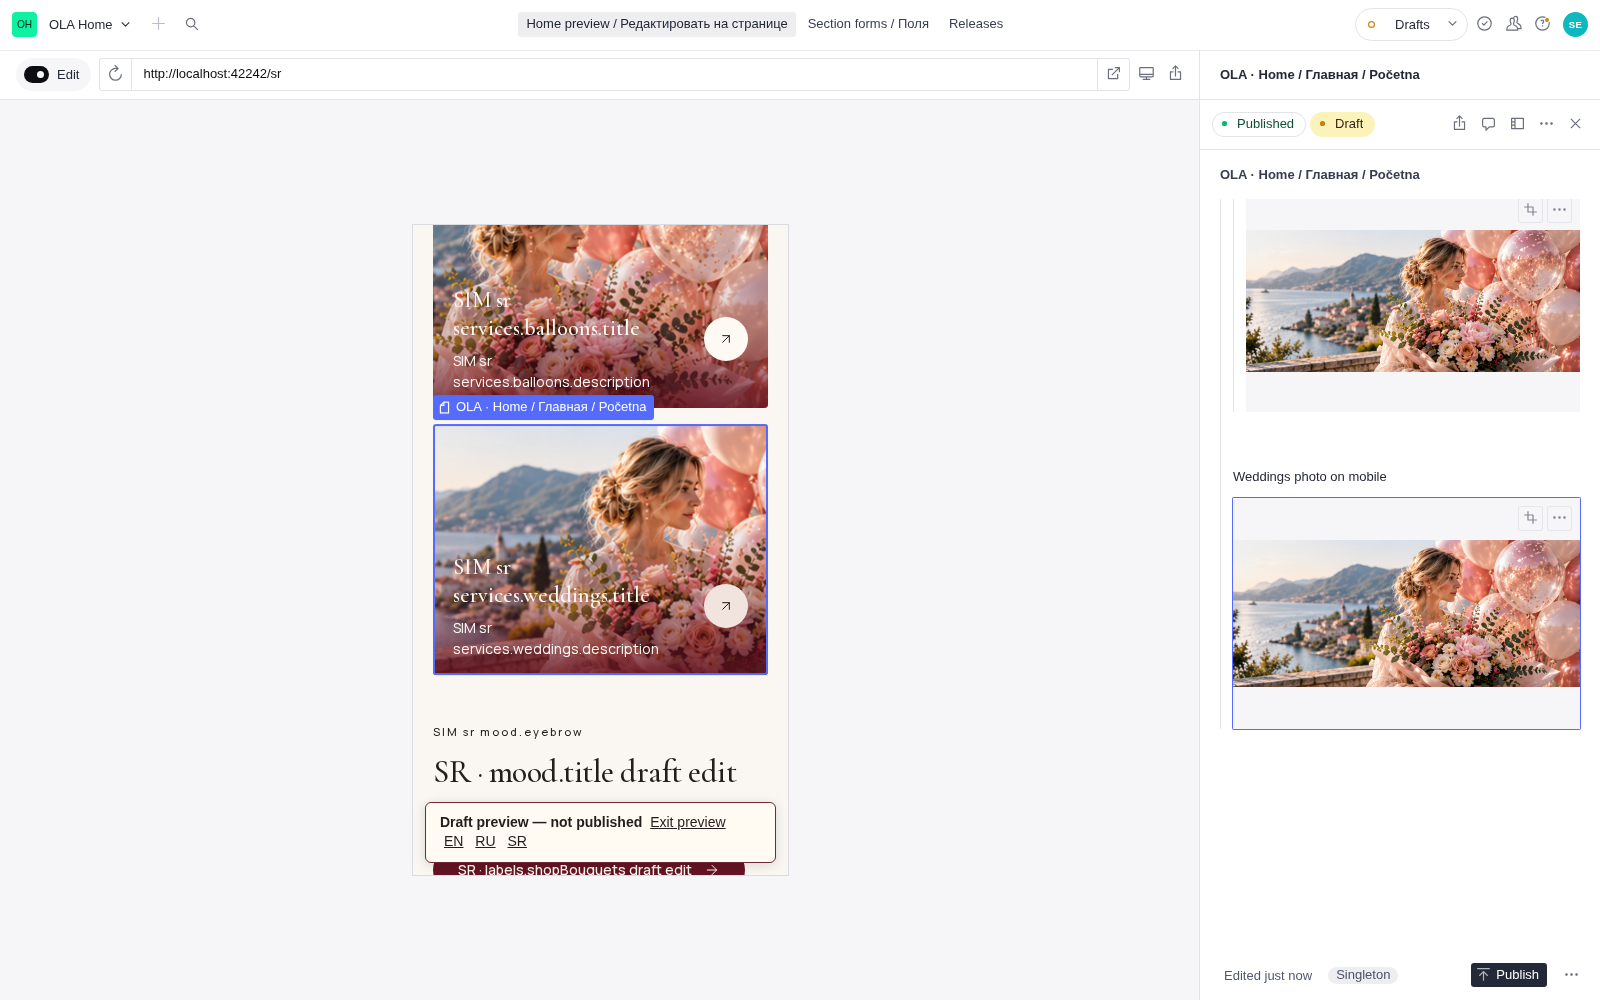 OH OLA Home
Home preview / Редактировать на странице
Section forms / Поля
Releases
Drafts
SE
Edit
http://localhost:42242/sr
OLA · Home / Главная / Početna
Published
Draft
OLA · Home / Главная / Početna
SIM sr
services.balloons.title
SIM sr
services.balloons.description
OLA · Home / Главная / Početna
SIM sr
services.weddings.title
SIM sr
services.weddings.description
SIM sr mood.eyebrow
SR · mood.title draft edit
Draft preview — not published Exit preview
EN RU SR
SR · labels.shopBouquets draft edit
Weddings photo on mobile
Edited just now
Singleton
Publish